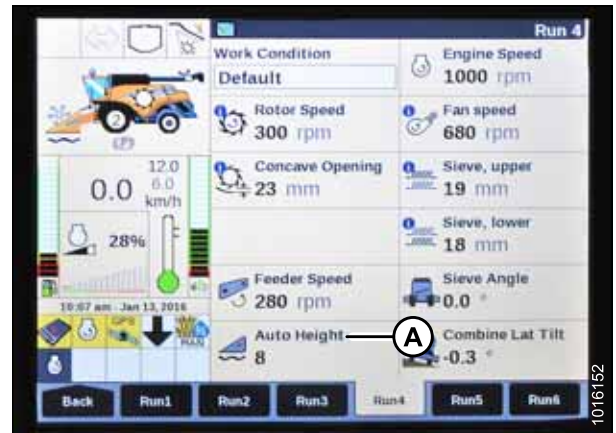 Run 4
Work Condition
Default
Engine Speed
1000 rpm
Rotor Speed
300 rpm
Fan speed
680 rpm
Concave Opening
23 mm
Sieve, upper
19 mm
Sieve, lower
18 mm
Feeder Speed
280 rpm
Sieve Angle
0.0 °
Auto Height
8
A
Combine Lat Tilt
-0.3 °
2
(P)
12.0
0.0
6.0
km/h
28%
10:07 am Jan 13, 2016
GPS
MAN
Back
Run1
Run2
Run3
Run4
Run5
Run6
1016152